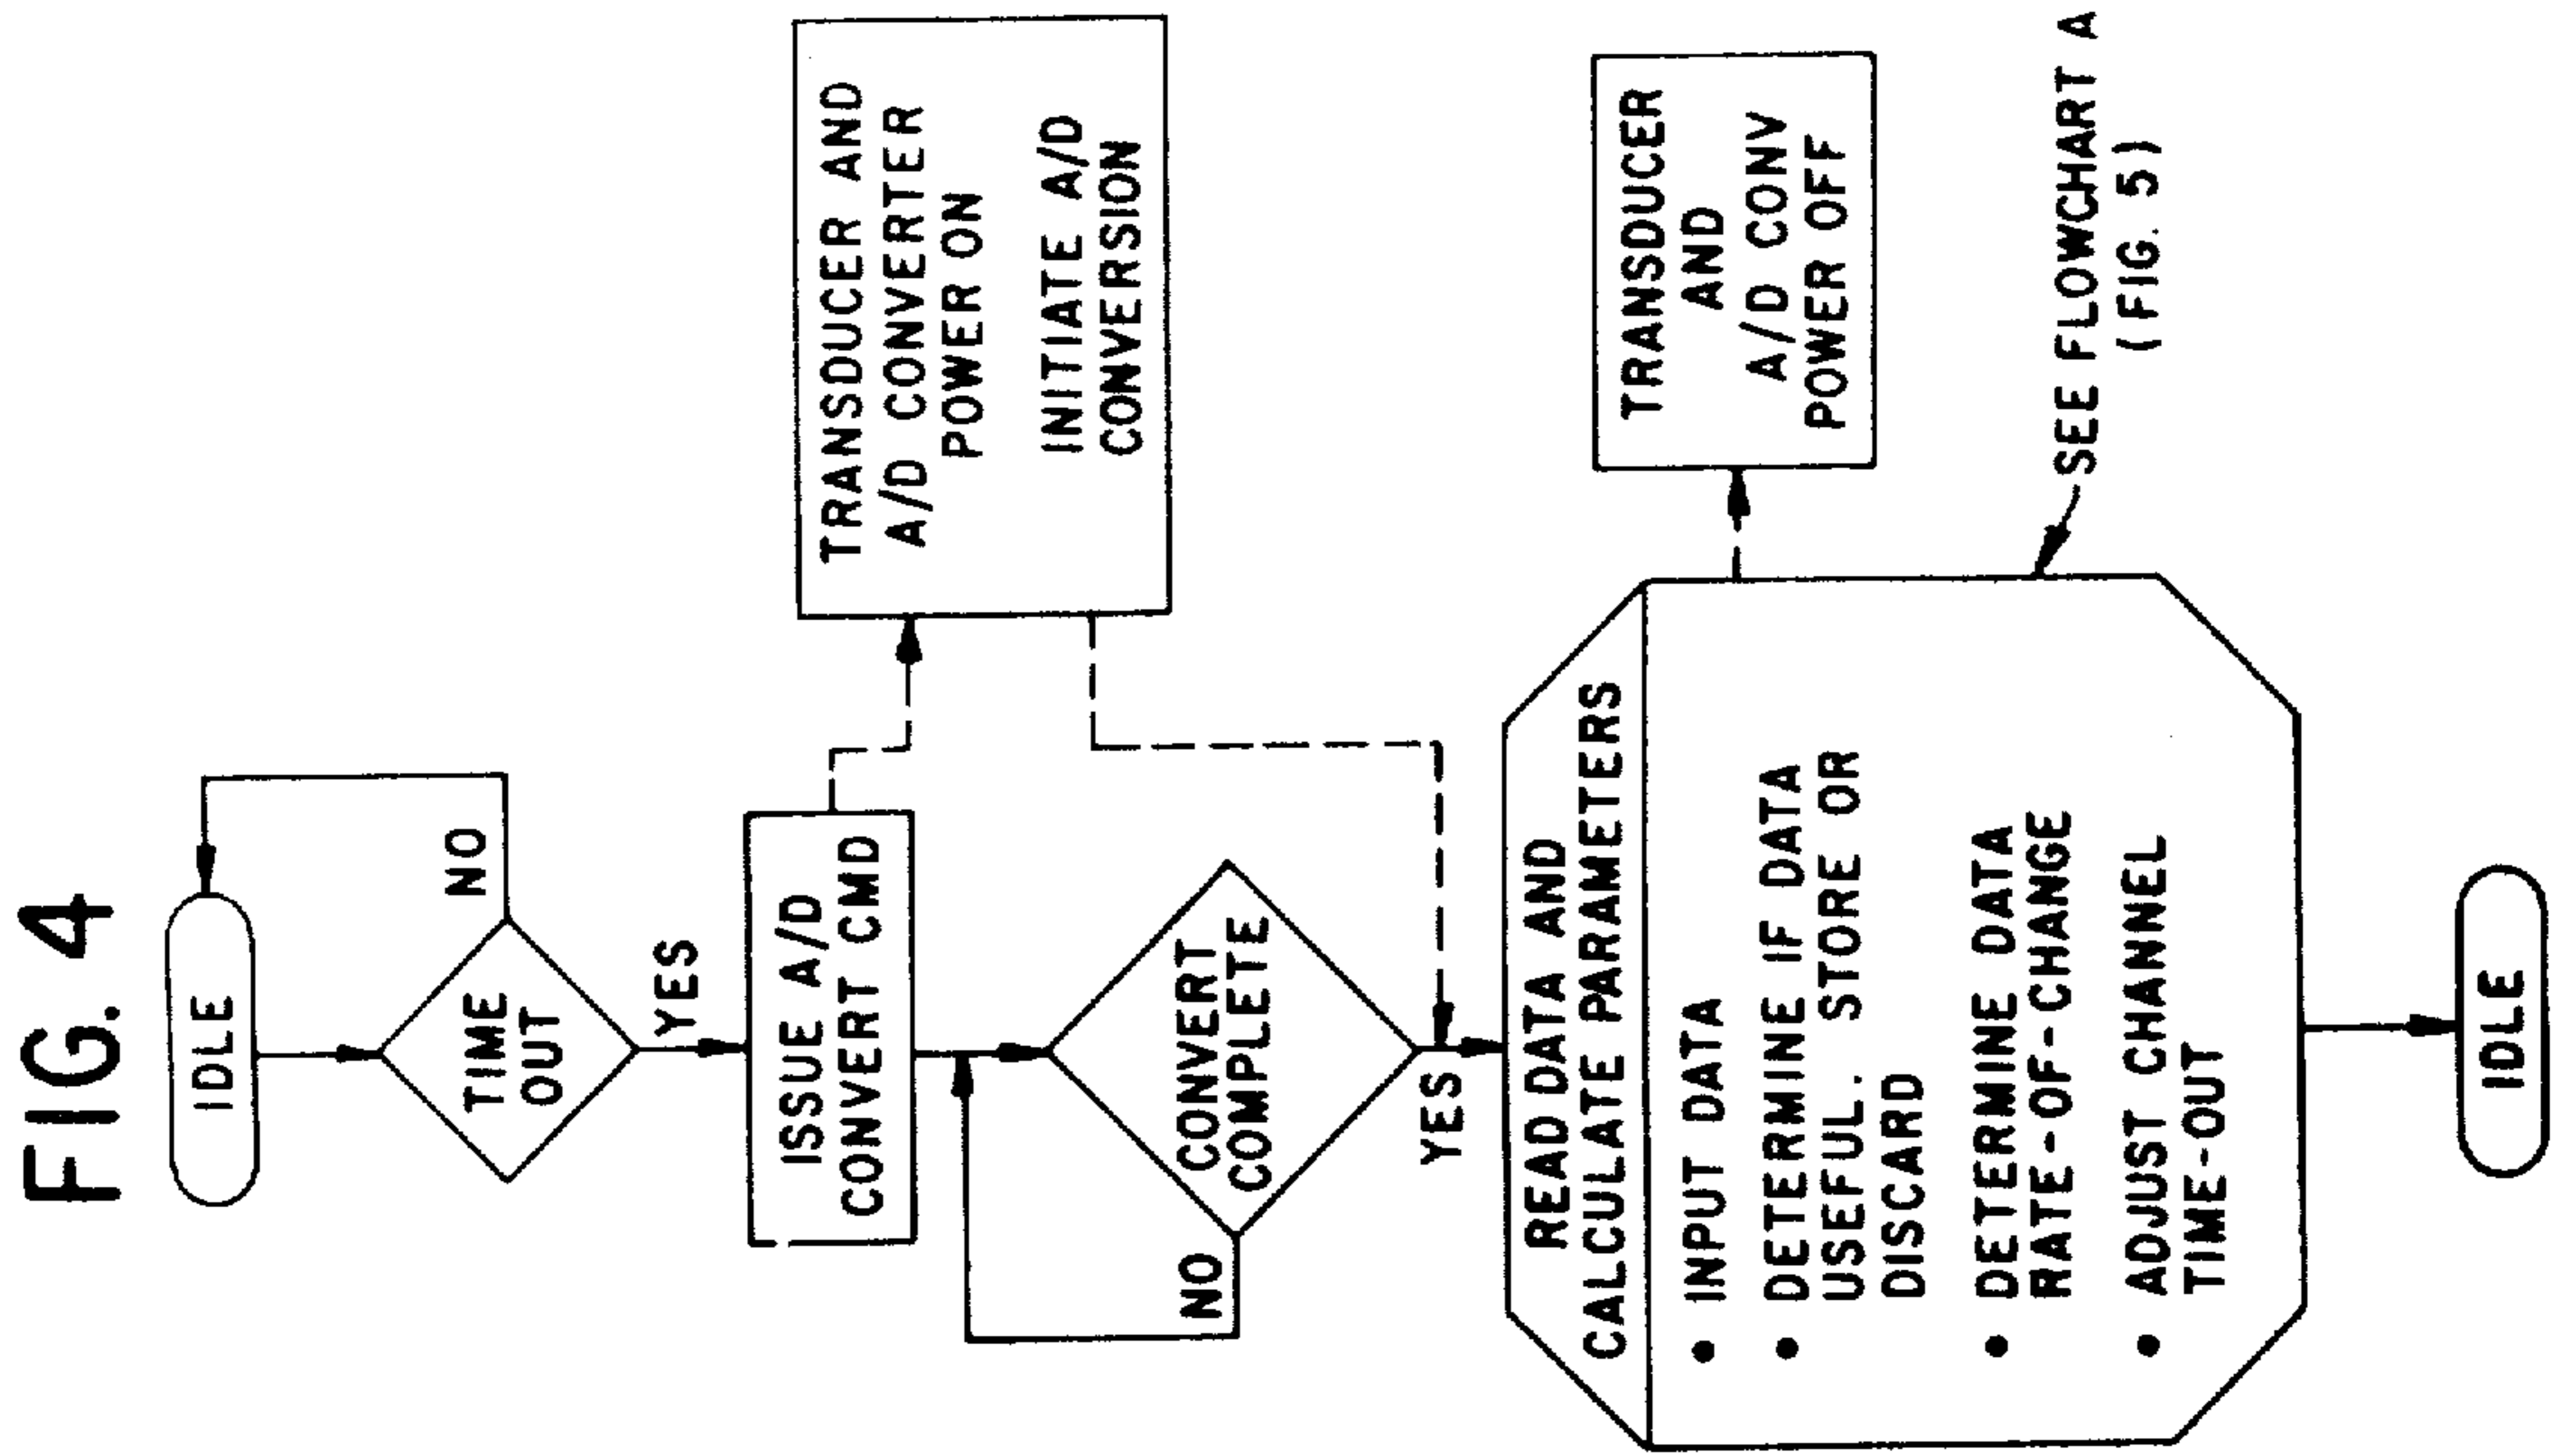 FIG. 4
IDLE
NO
TIME
OUT
YES
ISSUE A/D
CONVERT CMD
TRANSDUCER AND
A/D CONVERTER
POWER ON
INITIATE A/D
CONVERSION
NO
CONVERT
COMPLETE
YES
READ DATA AND
CALCULATE PARAMETERS
• INPUT DATA
• DETERMINE IF DATA
USEFUL. STORE OR
DISCARD
• DETERMINE DATA
RATE-OF-CHANGE
• ADJUST CHANNEL
TIME-OUT
TRANSDUCER
AND
A/D CONV
POWER OFF
SEE FLOWCHART A
(FIG. 5)
IDLE